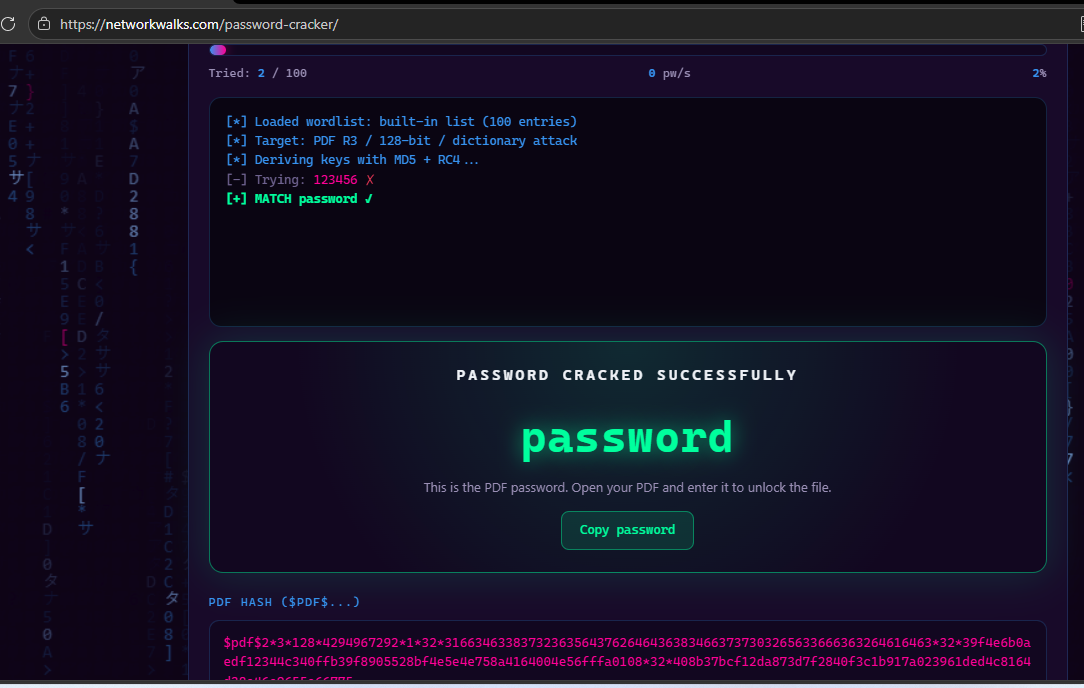 https://networkwalks.com/password-cracker/
Tried: 2 / 100
0 pw/s
2%
[*] Loaded wordlist: built-in list (100 entries)
[*] Target: PDF R3 / 128-bit / dictionary attack
[*] Deriving keys with MD5 + RC4...
[-] Trying: 123456 ✗
[+] MATCH password ✓
PASSWORD CRACKED SUCCESSFULLY
password
This is the PDF password. Open your PDF and enter it to unlock the file.
Copy password
PDF HASH ($PDF$...)
$pdf$2*3*128*4294967292*1*32*31663463383732363564376264643638346637373032656336663632646164​63*32*39f4e6b0a
edf12344c340ffb39f8905528bf4e5e4e758a4164004e56fffa0108*32*408b37bcf12da873d7f2840f3c1b917a023961ded4c8164